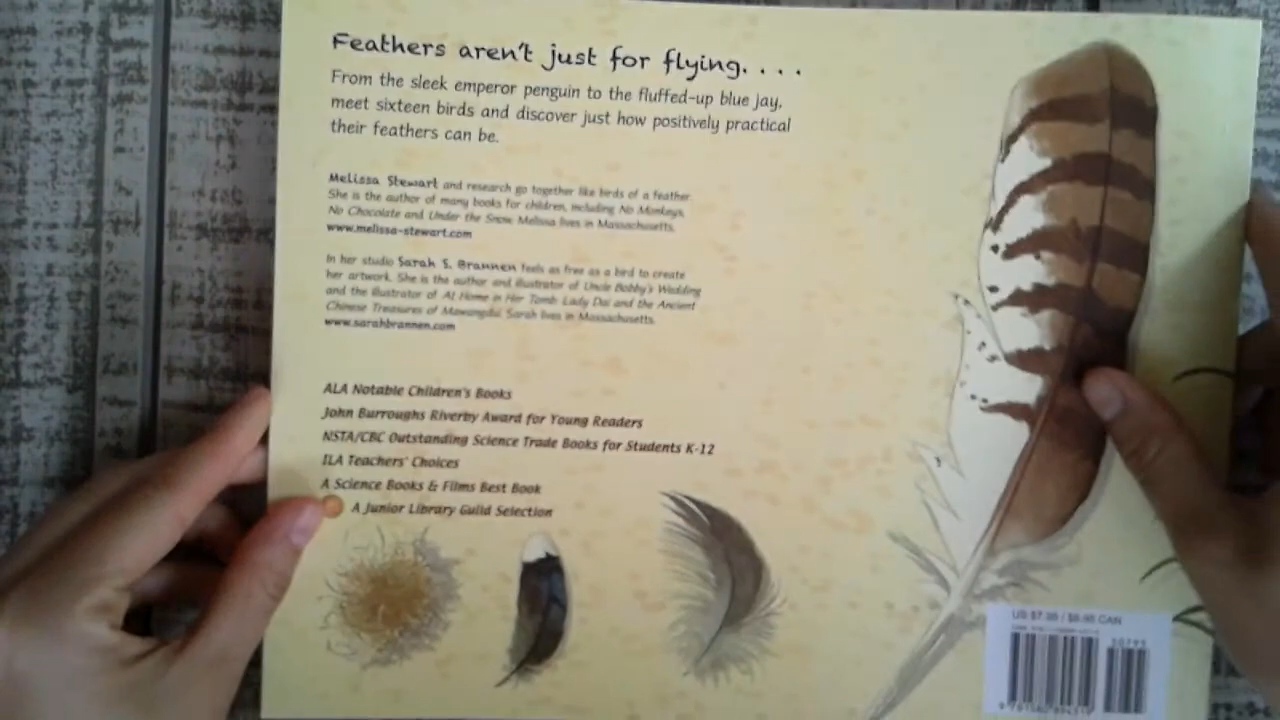 Feathers aren't just for flying. . . .
From the sleek emperor penguin to the fluffed-up blue jay,
meet sixteen birds and discover just how positively practical
their feathers can be.
Melissa Stewart and research go together like birds of a feather.
She is the author of many books for children, including No Monkeys,
No Chocolate and Under the Snow. Melissa lives in Massachusetts.
www.melissa-stewart.com
In her studio Sarah S. Brannen feels as free as a bird to create
her artwork. She is the author and illustrator of Uncle Bobby's Wedding
and the illustrator of At Home in Her Tomb: Lady Dai and the Ancient
Chinese Treasures of Mawangdui. Sarah lives in Massachusetts.
www.sarahbrannen.com
ALA Notable Children's Books
John Burroughs Riverby Award for Young Readers
NSTA/CBC Outstanding Science Trade Books for Students K-12
ILA Teachers' Choices
A Science Books & Films Best Book
A Junior Library Guild Selection
US $7.95 / $8.95 CAN
50795